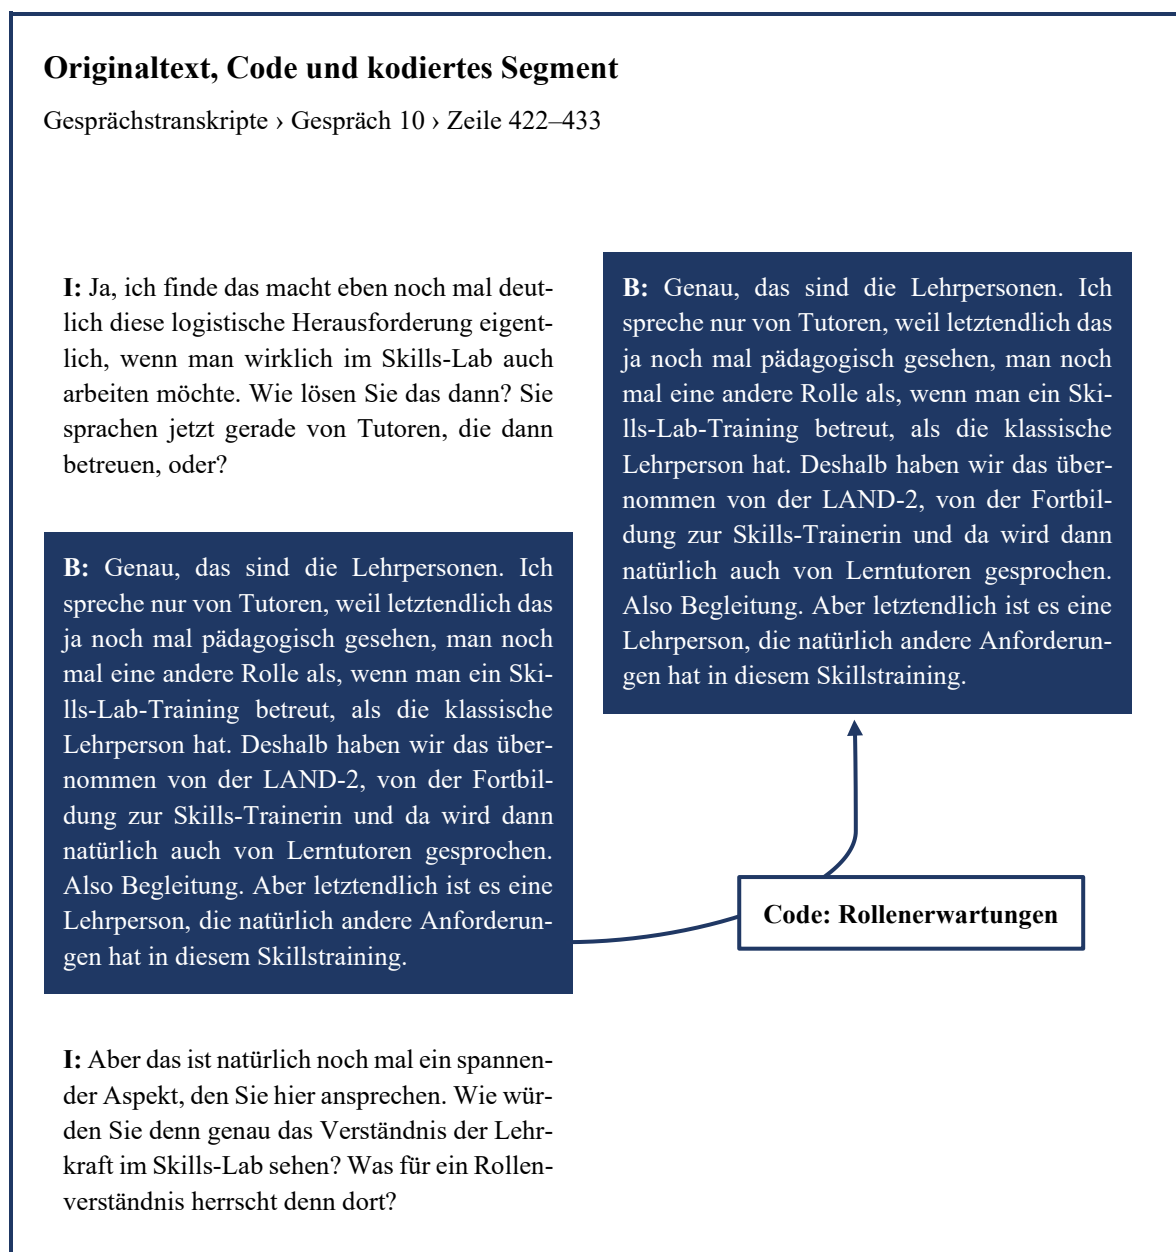 Originaltext, Code und kodiertes Segment
Gesprächstranskripte › Gespräch 10 › Zeile 422–433
I: Ja, ich finde das macht eben noch mal deut-
lich diese logistische Herausforderung eigent-
lich, wenn man wirklich im Skills-Lab auch
arbeiten möchte. Wie lösen Sie das dann? Sie
sprachen jetzt gerade von Tutoren, die dann
betreuen, oder?
B: Genau, das sind die Lehrpersonen. Ich
spreche nur von Tutoren, weil letztendlich das
ja noch mal pädagogisch gesehen, man noch
mal eine andere Rolle als, wenn man ein Ski-
lls-Lab-Training betreut, als die klassische
Lehrperson hat. Deshalb haben wir das über-
nommen von der LAND-2, von der Fortbil-
dung zur Skills-Trainerin und da wird dann
natürlich auch von Lerntutoren gesprochen.
Also Begleitung. Aber letztendlich ist es eine
Lehrperson, die natürlich andere Anforderun-
gen hat in diesem Skillstraining.
I: Aber das ist natürlich noch mal ein spannen-
der Aspekt, den Sie hier ansprechen. Wie wür-
den Sie denn genau das Verständnis der Lehr-
kraft im Skills-Lab sehen? Was für ein Rollen-
verständnis herrscht denn dort?
B: Genau, das sind die Lehrpersonen. Ich
spreche nur von Tutoren, weil letztendlich das
ja noch mal pädagogisch gesehen, man noch
mal eine andere Rolle als, wenn man ein Ski-
lls-Lab-Training betreut, als die klassische
Lehrperson hat. Deshalb haben wir das über-
nommen von der LAND-2, von der Fortbil-
dung zur Skills-Trainerin und da wird dann
natürlich auch von Lerntutoren gesprochen.
Also Begleitung. Aber letztendlich ist es eine
Lehrperson, die natürlich andere Anforderun-
gen hat in diesem Skillstraining.
Code: Rollenerwartungen